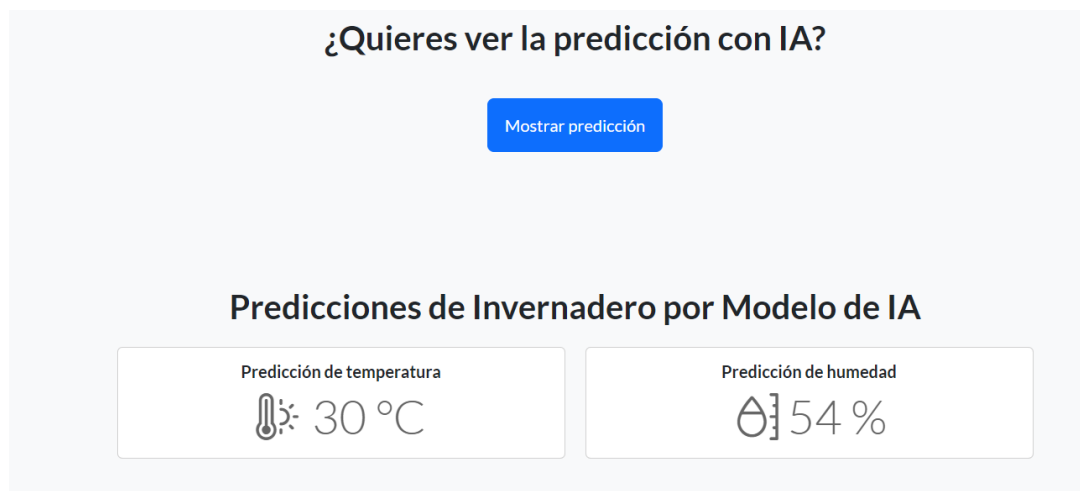 ¿Quieres ver la predicción con IA?
Mostrar predicción
Predicciones de Invernadero por Modelo de IA
Predicción de temperatura
30 °C
Predicción de humedad
54 %